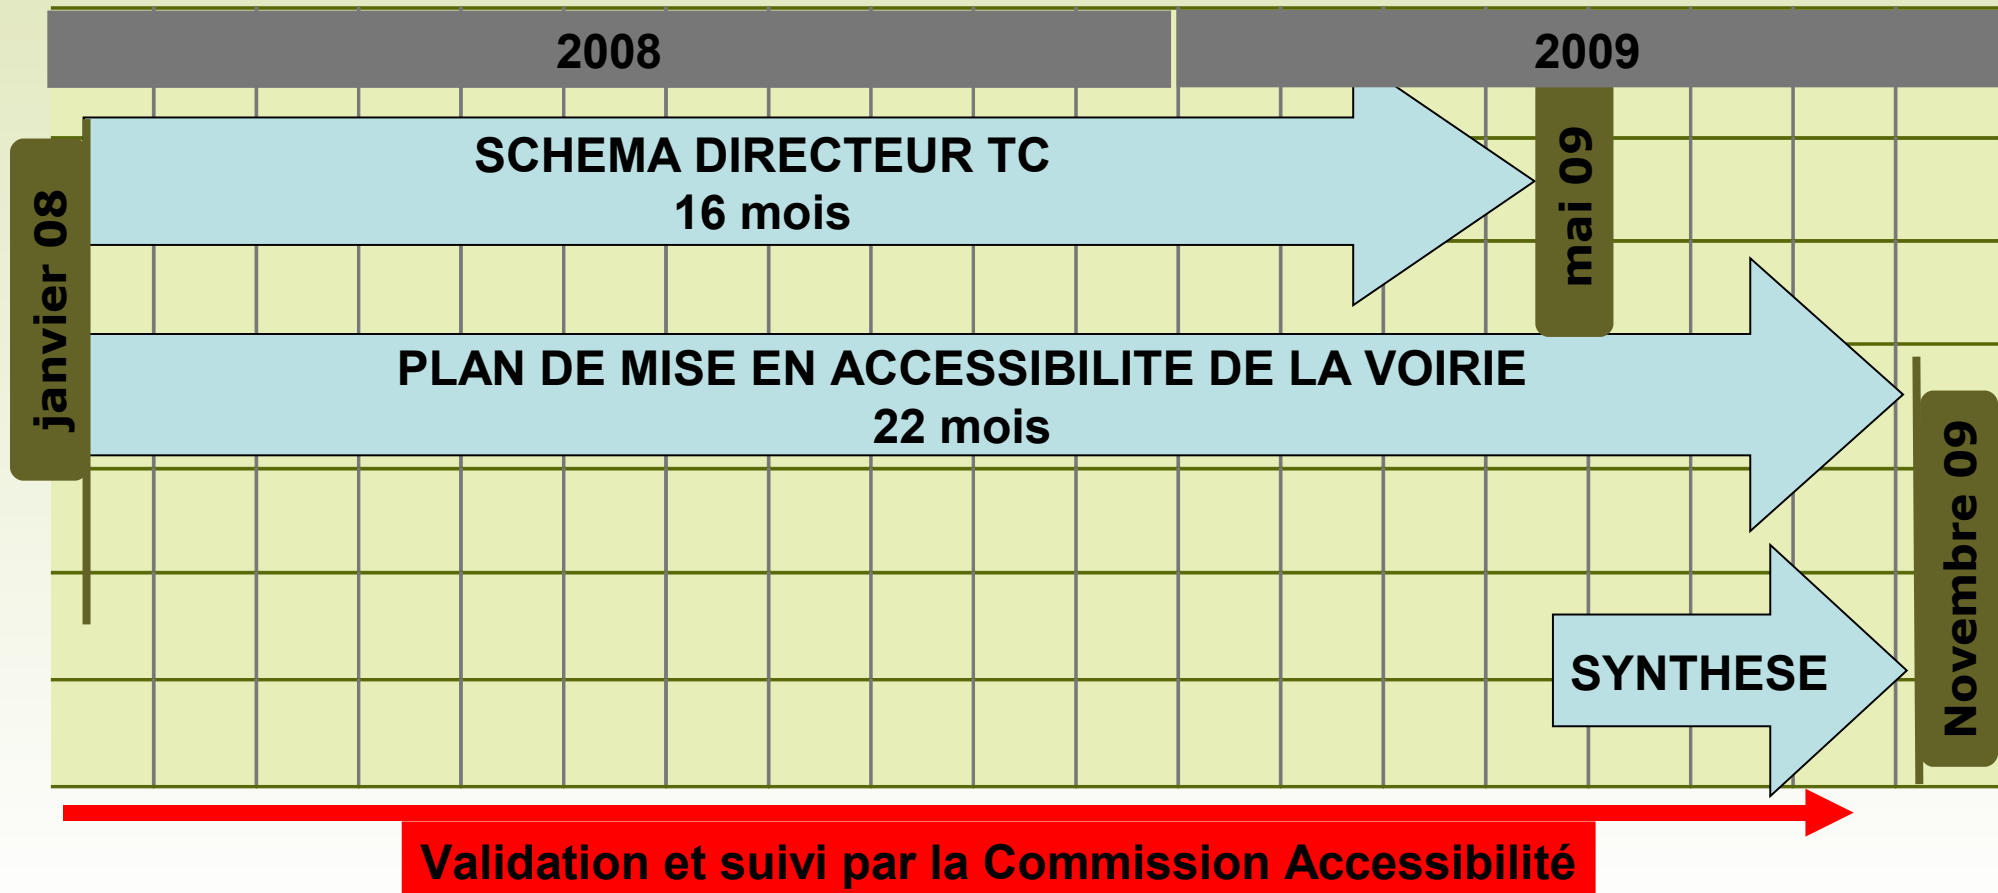 2008
2009
janvier 08
SCHEMA DIRECTEUR TC
16 mois
mai 09
PLAN DE MISE EN ACCESSIBILITE DE LA VOIRIE
22 mois
Novembre 09
SYNTHESE
Validation et suivi par la Commission Accessibilité